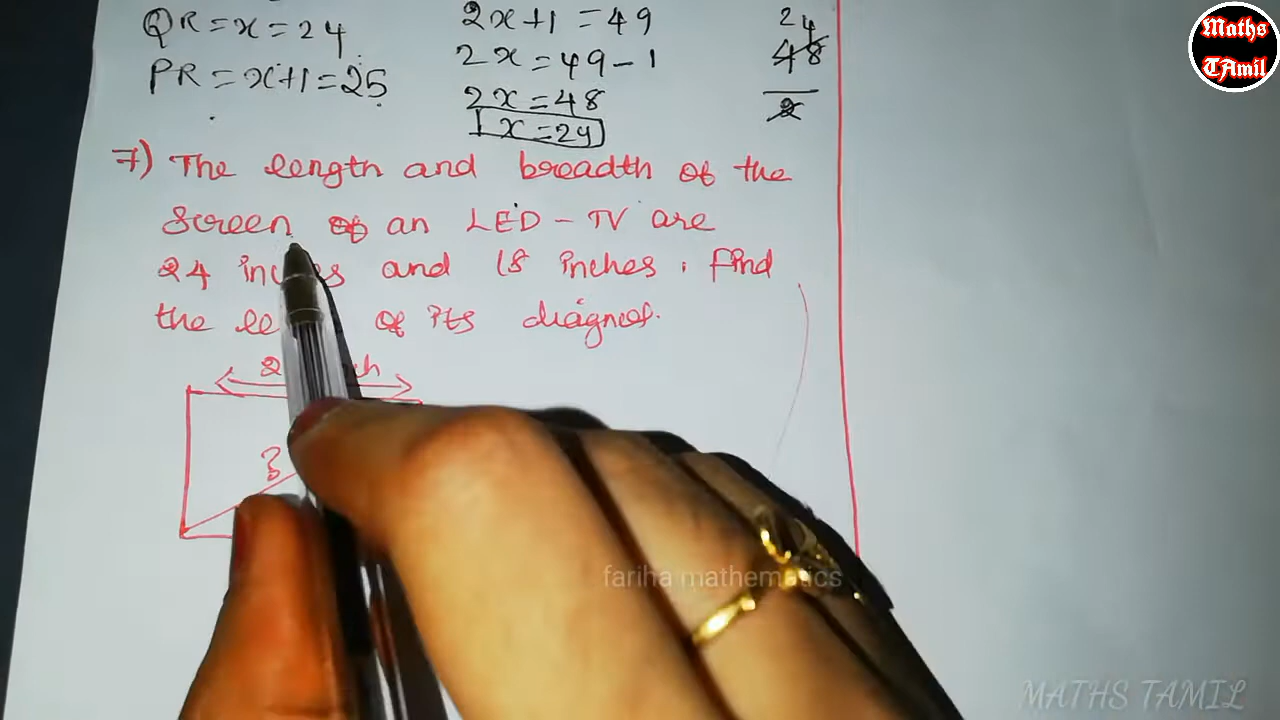 QR = x = 24
PR = x+1 = 25
2x+1 = 49
2x = 49-1
2x = 48
x = 24
24
48
2
7) The length and breadth of the
screen of an LED - TV are
24 inches and 18 inches. find
the of its
fariha mathematics
Maths
TAmil
MATHS TAMIL